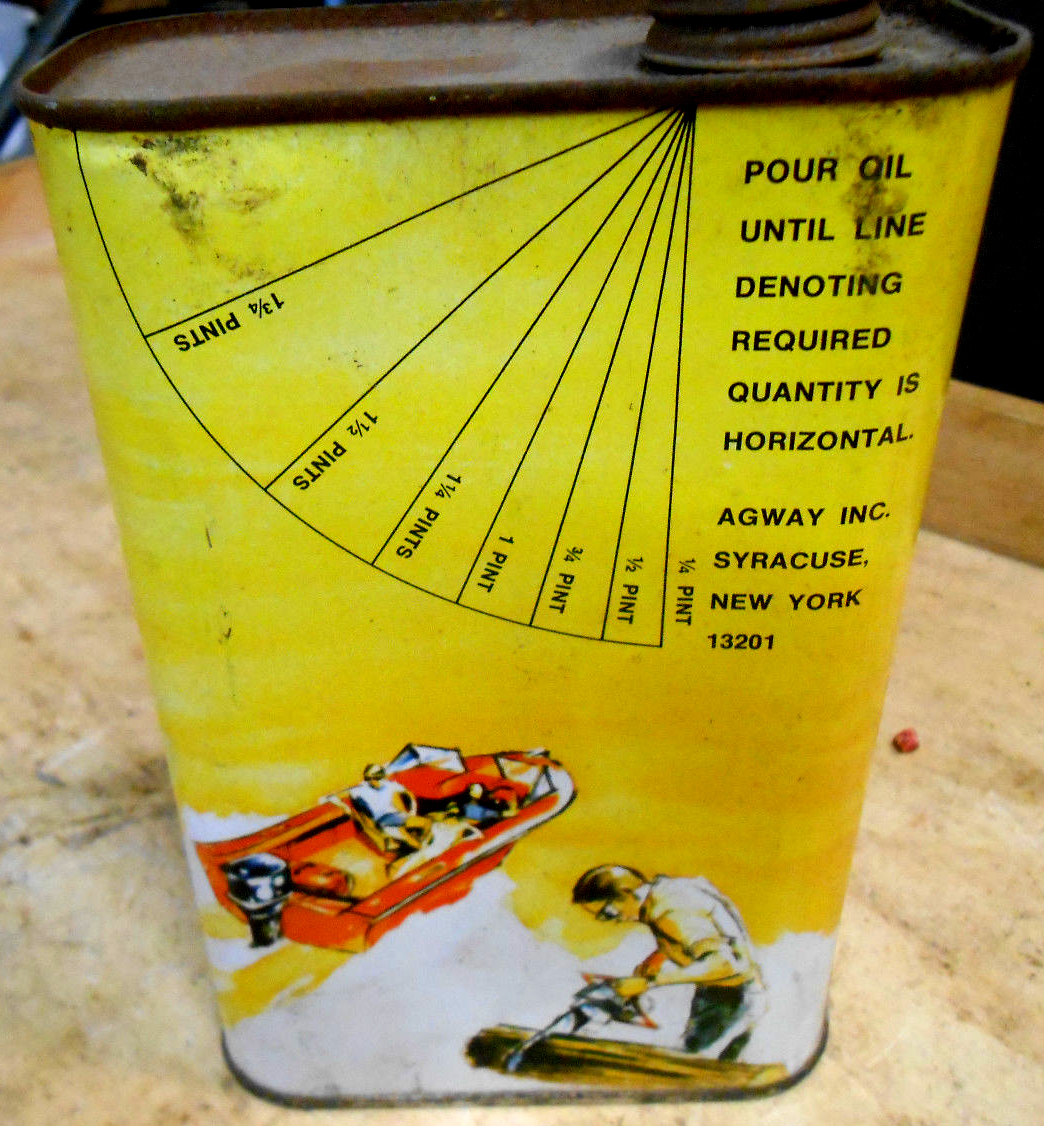 POUR OIL
UNTIL LINE
DENOTING
REQUIRED
QUANTITY IS
HORIZONTAL.
AGWAY INC.
SYRACUSE,
NEW YORK
13201
1¾ PINTS
1½ PINTS
1¼ PINTS
1 PINT
¾ PINT
½ PINT
¼ PINT